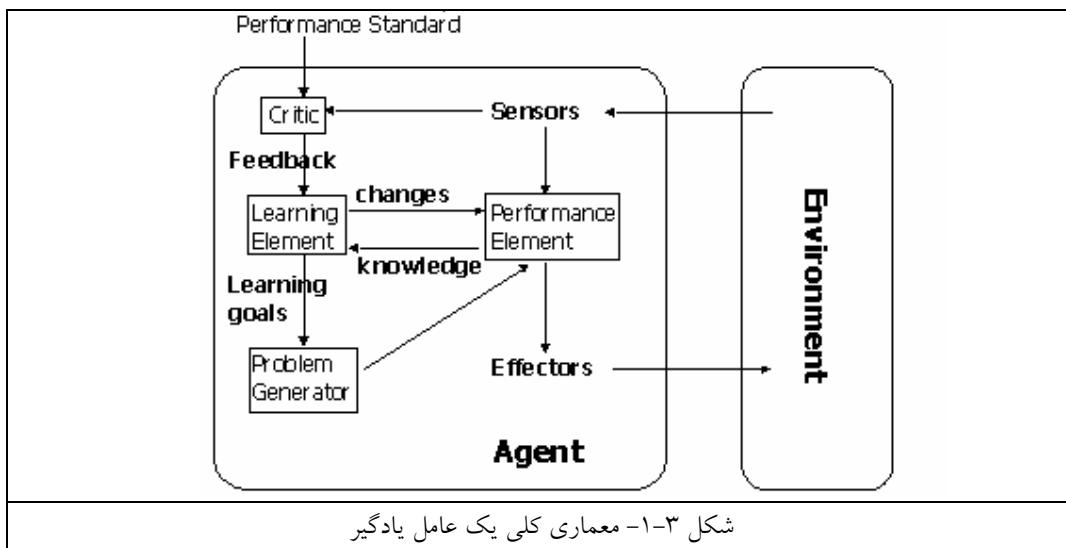 Performance Standard
Critic
Sensors
Feedback
changes
Learning
Element
Performance
Element
knowledge
Learning
goals
Problem
Generator
Effectors
Agent
Environment
شکل ۳-۱- معماری کلی یک عامل یادگیر